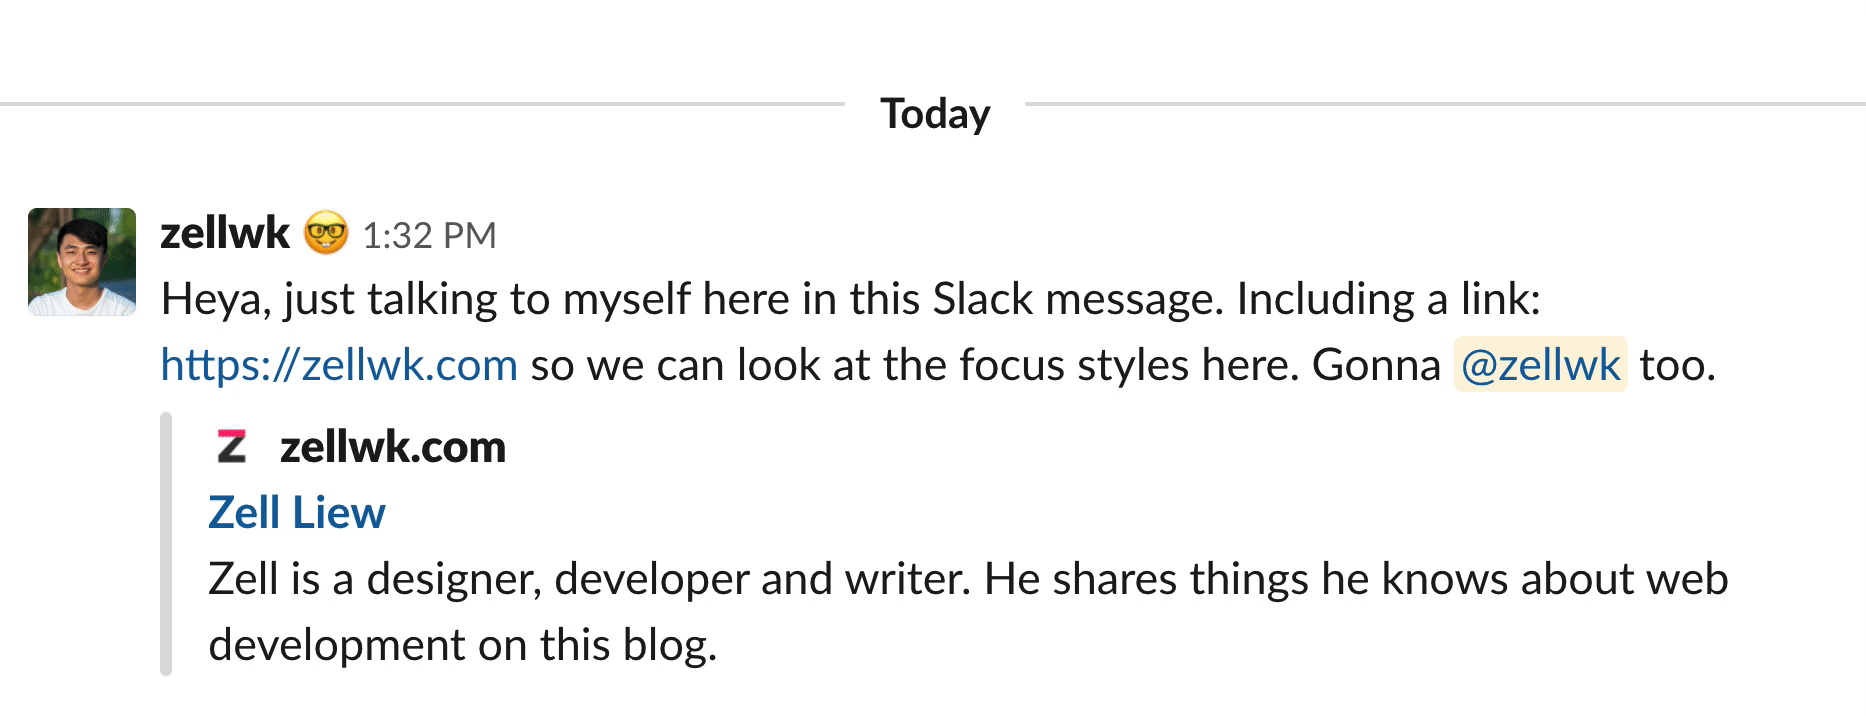 Today
zellwk 🤓 1:32 PM
Heya, just talking to myself here in this Slack message. Including a link:
https://zellwk.com so we can look at the focus styles here. Gonna @zellwk too.
Z zellwk.com
Zell Liew
Zell is a designer, developer and writer. He shares things he knows about web
development on this blog.